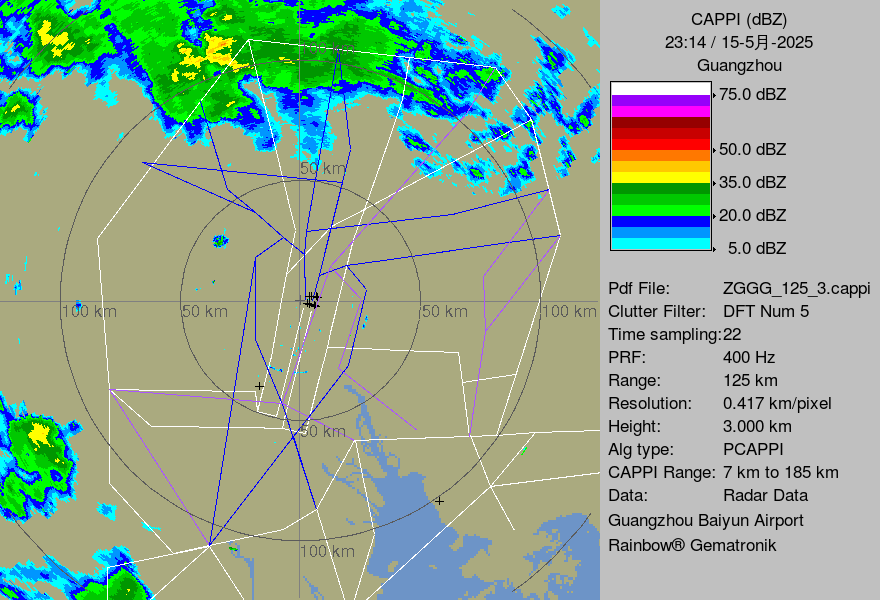 CAPPI (dBZ)
23:14 / 15-5月-2025
Guangzhou
75.0 dBZ
50.0 dBZ
35.0 dBZ
20.0 dBZ
5.0 dBZ
Pdf File: ZGGG_125_3.cappi
Clutter Filter: DFT Num 5
Time sampling:22
PRF: 400 Hz
Range: 125 km
Resolution: 0.417 km/pixel
Height: 3.000 km
Alg type: PCAPPI
CAPPI Range: 7 km to 185 km
Data: Radar Data
Guangzhou Baiyun Airport
Rainbow® Gematronik
100 km
50 km
100 km
50 km
50 km
100 km
50 km
100 km